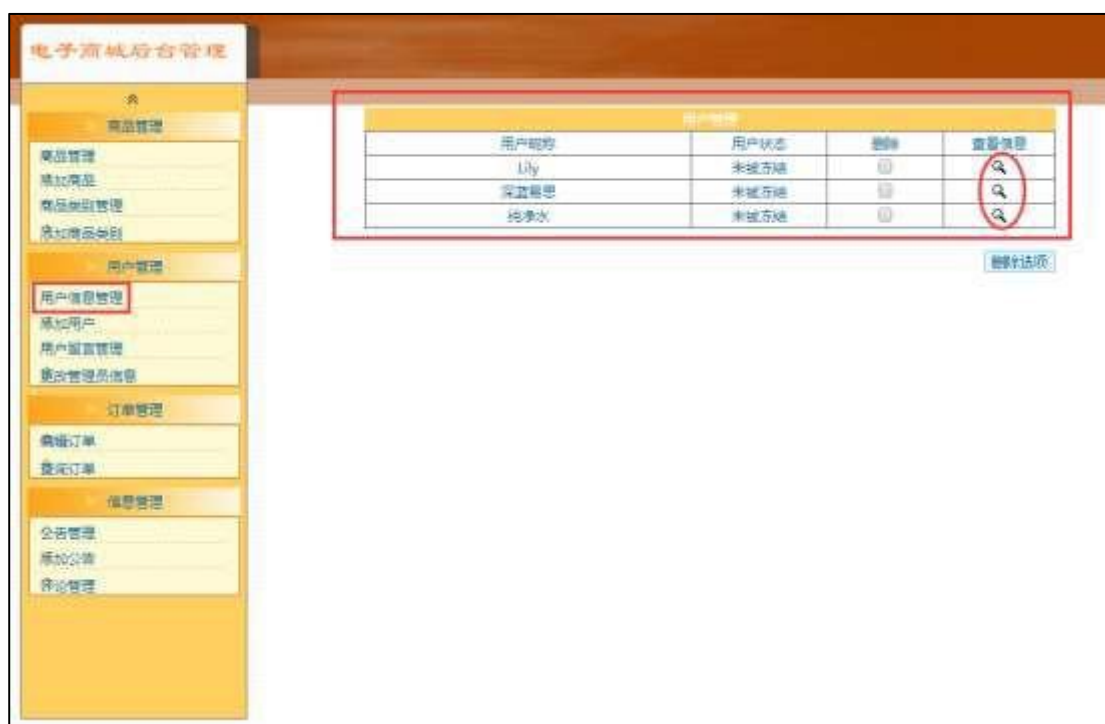 电子商城后台管理
商品管理
商品管理
添加商品
商品类别管理
添加商品类别
用户管理
用户信息管理
添加用户
用户留言管理
更改管理员信息
订单管理
编辑订单
查询订单
信息管理
公告管理
添加公告
评论管理
用户管理
用户昵称 用户状态 删除 查看信息
Lily 未被冻结
深蓝易思 未被冻结
纯净水 未被冻结
删除选项